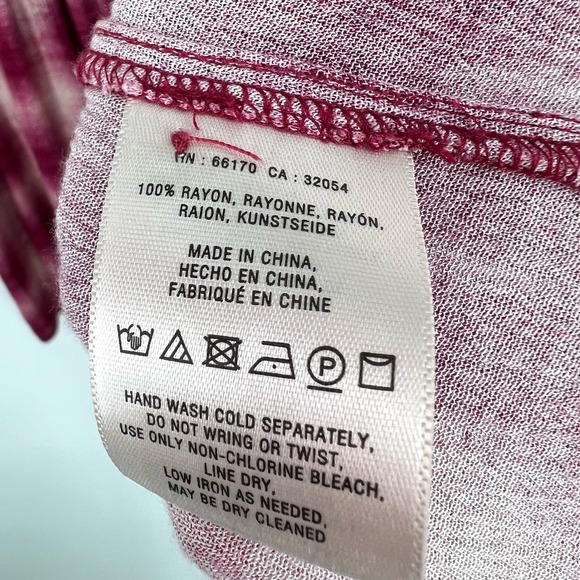 RN : 66170 CA : 32054
100% RAYON, RAYONNE, RAYÓN,
RAION, KUNSTSEIDE
MADE IN CHINA,
HECHO EN CHINA,
FABRIQUÉ EN CHINE
P
HAND WASH COLD SEPARATELY,
DO NOT WRING OR TWIST,
USE ONLY NON-CHLORINE BLEACH,
LINE DRY,
LOW IRON AS NEEDED,
MAY BE DRY CLEANED